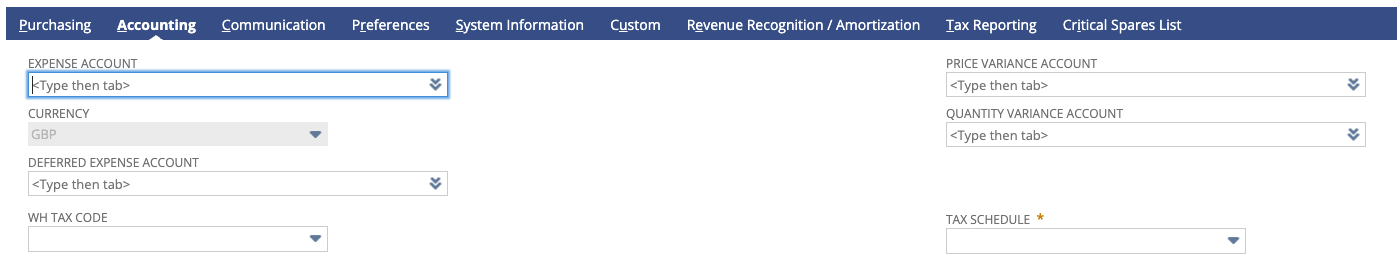 Purchasing Accounting Communication Preferences System Information Custom Revenue Recognition / Amortization Tax Reporting Critical Spares List
EXPENSE ACCOUNT
<Type then tab>
CURRENCY
GBP
DEFERRED EXPENSE ACCOUNT
<Type then tab>
WH TAX CODE
PRICE VARIANCE ACCOUNT
<Type then tab>
QUANTITY VARIANCE ACCOUNT
<Type then tab>
TAX SCHEDULE *